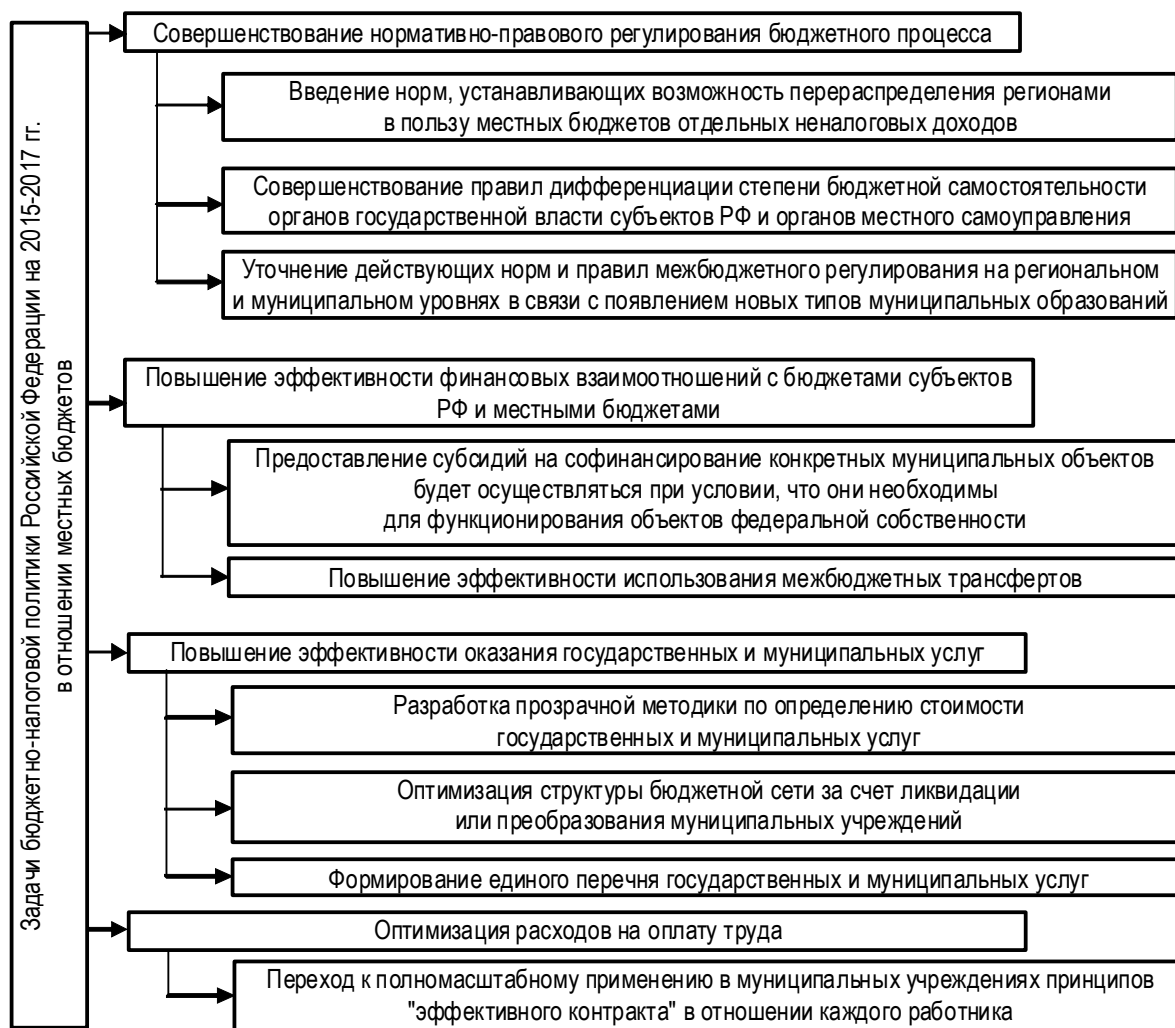 Задачи бюджетно-налоговой политики Российской Федерации на 2015-2017 гг.
в отношении местных бюджетов
Совершенствование нормативно-правового регулирования бюджетного процесса
Введение норм, устанавливающих возможность перераспределения регионами
в пользу местных бюджетов отдельных неналоговых доходов
Совершенствование правил дифференциации степени бюджетной самостоятельности
органов государственной власти субъектов РФ и органов местного самоуправления
Уточнение действующих норм и правил межбюджетного регулирования на региональном
и муниципальном уровнях в связи с появлением новых типов муниципальных образований
Повышение эффективности финансовых взаимоотношений с бюджетами субъектов
РФ и местными бюджетами
Предоставление субсидий на софинансирование конкретных муниципальных объектов
будет осуществляться при условии, что они необходимы
для функционирования объектов федеральной собственности
Повышение эффективности использования межбюджетных трансфертов
Повышение эффективности оказания государственных и муниципальных услуг
Разработка прозрачной методики по определению стоимости
государственных и муниципальных услуг
Оптимизация структуры бюджетной сети за счет ликвидации
или преобразования муниципальных учреждений
Формирование единого перечня государственных и муниципальных услуг
Оптимизация расходов на оплату труда
Переход к полномасштабному применению в муниципальных учреждениях принципов
"эффективного контракта" в отношении каждого работника